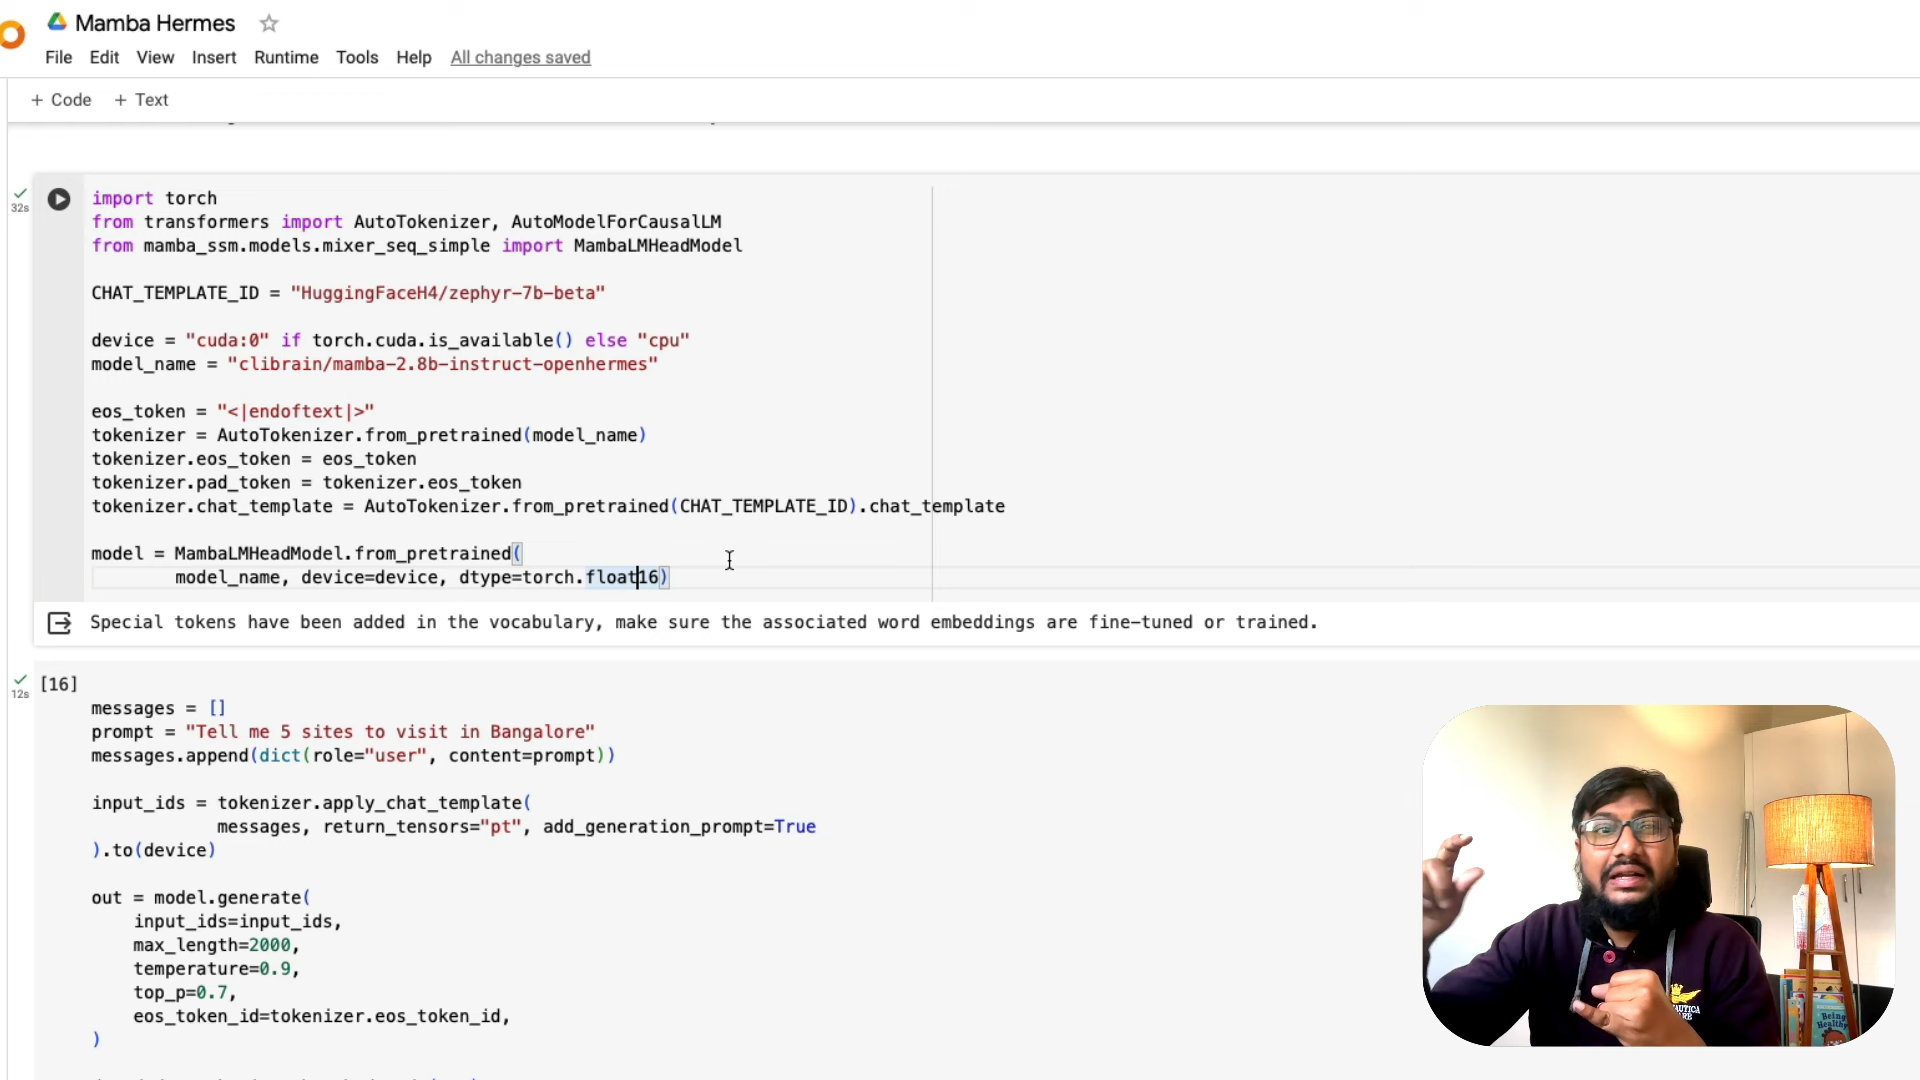 Mamba Hermes
File Edit View Insert Runtime Tools Help All changes saved
+ Code + Text
32s
import torch
from transformers import AutoTokenizer, AutoModelForCausalLM
from mamba_ssm.models.mixer_seq_simple import MambaLMHeadModel
CHAT_TEMPLATE_ID = "HuggingFaceH4/zephyr-7b-beta"
device = "cuda:0" if torch.cuda.is_available() else "cpu"
model_name = "clibrain/mamba-2.8b-instruct-openhermes"
eos_token = "<|endoftext|>"
tokenizer = AutoTokenizer.from_pretrained(model_name)
tokenizer.eos_token = eos_token
tokenizer.pad_token = tokenizer.eos_token
tokenizer.chat_template = AutoTokenizer.from_pretrained(CHAT_TEMPLATE_ID).chat_template
model = MambaLMHeadModel.from_pretrained(
model_name, device=device, dtype=torch.float16)
Special tokens have been added in the vocabulary, make sure the associated word embeddings are fine-tuned or trained.
12s
[16]
messages = []
prompt = "Tell me 5 sites to visit in Bangalore"
messages.append(dict(role="user", content=prompt))
input_ids = tokenizer.apply_chat_template(
messages, return_tensors="pt", add_generation_prompt=True
).to(device)
out = model.generate(
input_ids=input_ids,
max_length=2000,
temperature=0.9,
top_p=0.7,
eos_token_id=tokenizer.eos_token_id,
)
Being
Healthy